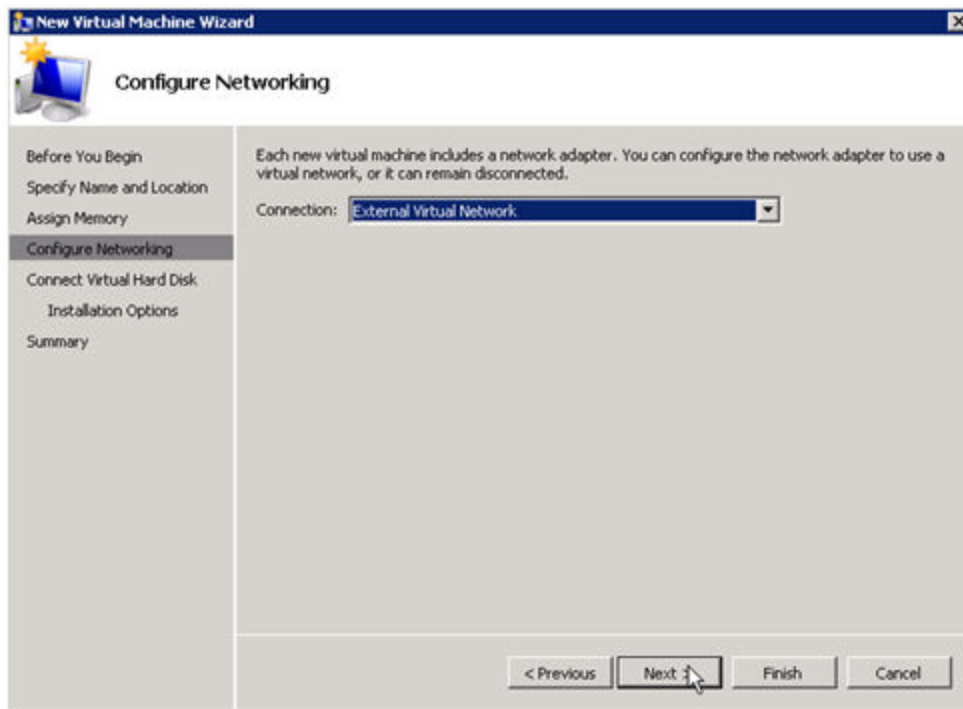 New Virtual Machine Wizard
Configure Networking
Before You Begin
Specify Name and Location
Assign Memory
Configure Networking
Connect Virtual Hard Disk
Installation Options
Summary
Each new virtual machine includes a network adapter. You can configure the network adapter to use a
virtual network, or it can remain disconnected.
Connection: External Virtual Network
< Previous Next > Finish Cancel